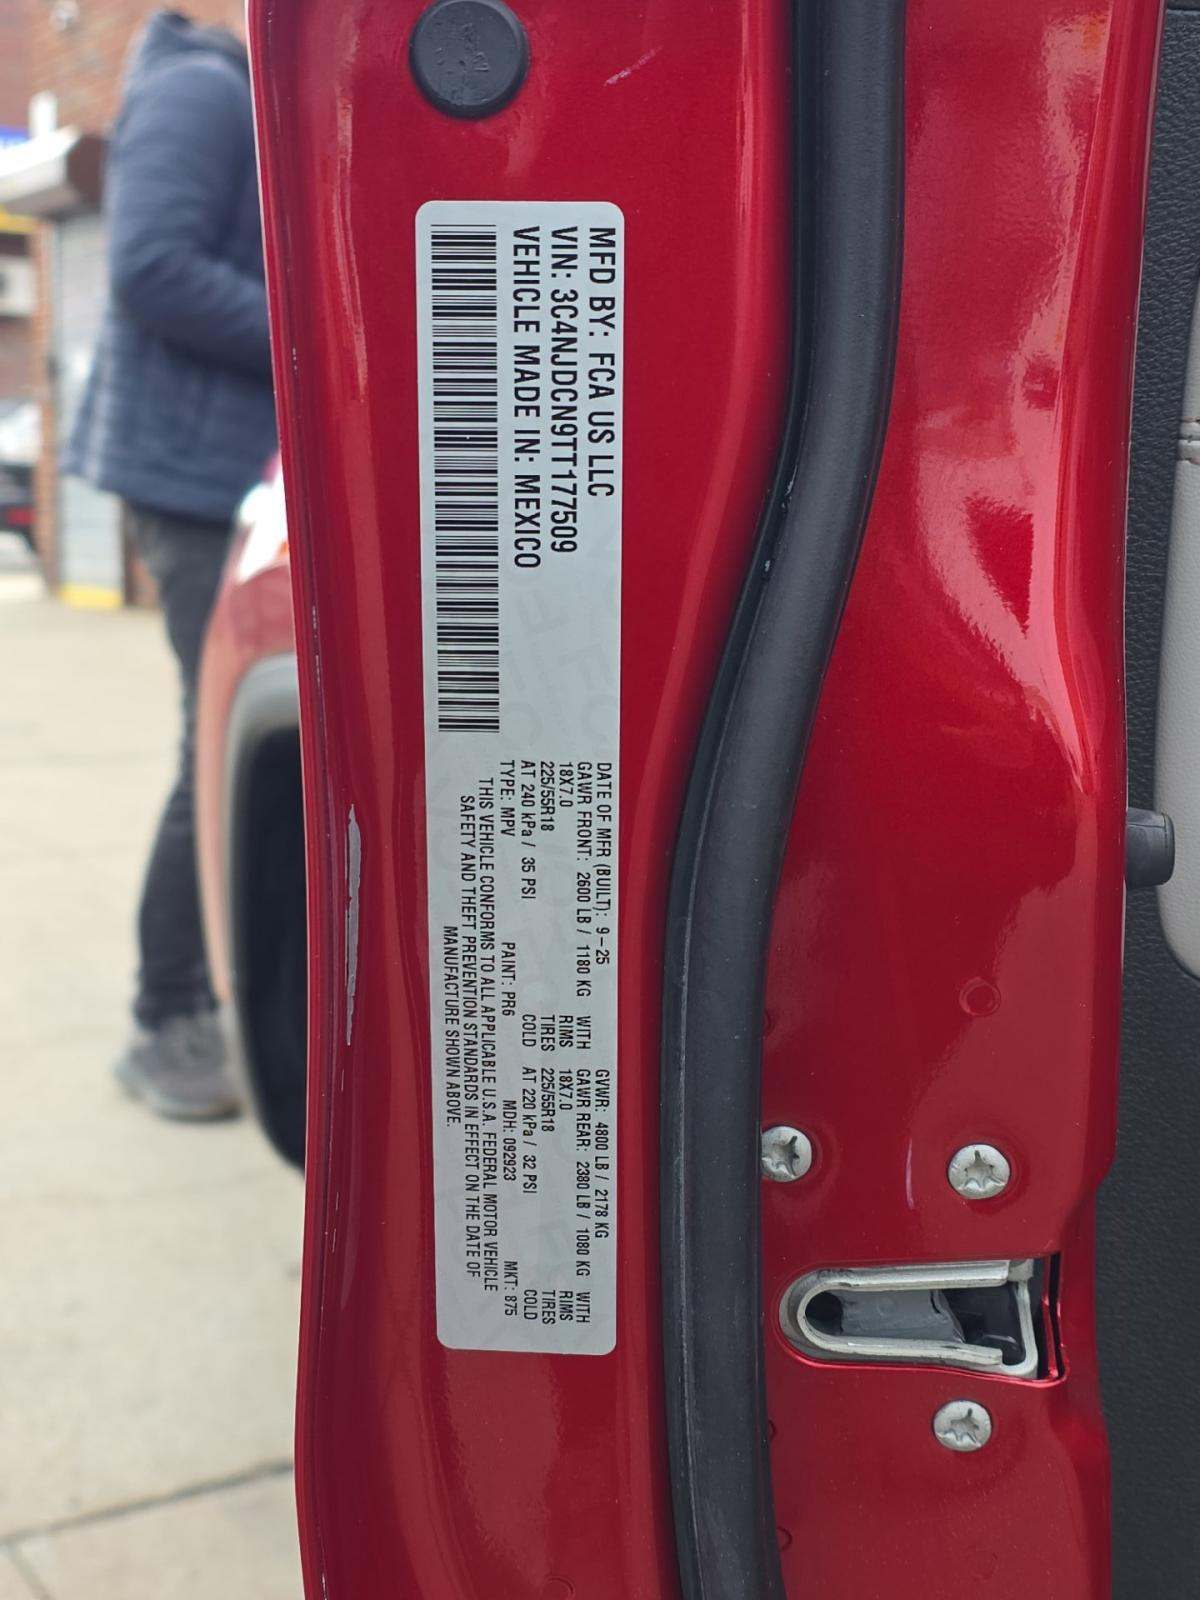 MFD BY: FCA US LLC
VIN: 3C4NJDCN9TT177509
VEHICLE MADE IN: MEXICO
DATE OF MFR (BUILT): 9-25 GVWR: 4800 LB / 2178 KG
GAWR FRONT: 2600 LB / 1180 KG WITH GAWR REAR: 2380 LB / 1080 KG WITH
18X7.0 RIMS 18X7.0 RIMS
225/55R18 TIRES 225/55R18 TIRES
AT 240 kPa / 35 PSI COLD AT 220 kPa / 32 PSI COLD
TYPE: MPV PAINT: PR6 MDH: 092923 MKT: 875
THIS VEHICLE CONFORMS TO ALL APPLICABLE U.S.A. FEDERAL MOTOR VEHICLE
SAFETY AND THEFT PREVENTION STANDARDS IN EFFECT ON THE DATE OF
MANUFACTURE SHOWN ABOVE.